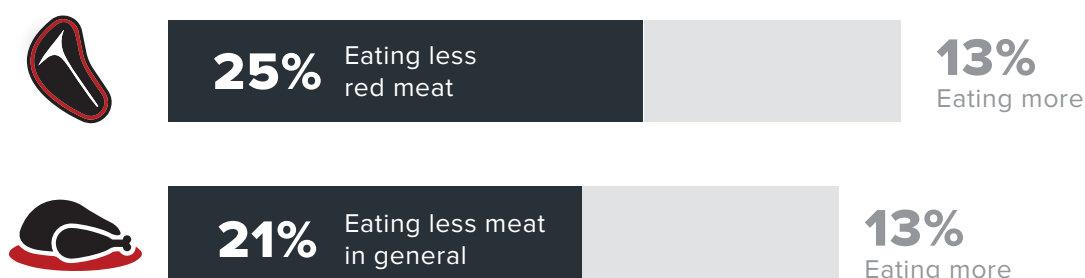 25%
Eating less
red meat
13%
Eating more
21%
Eating less meat
in general
13%
Eating more